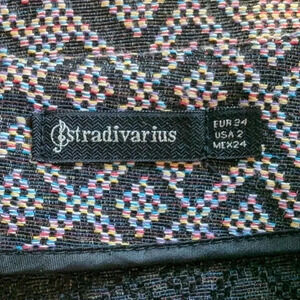 stradivarius
EUR 34
USA 2
MEX 24